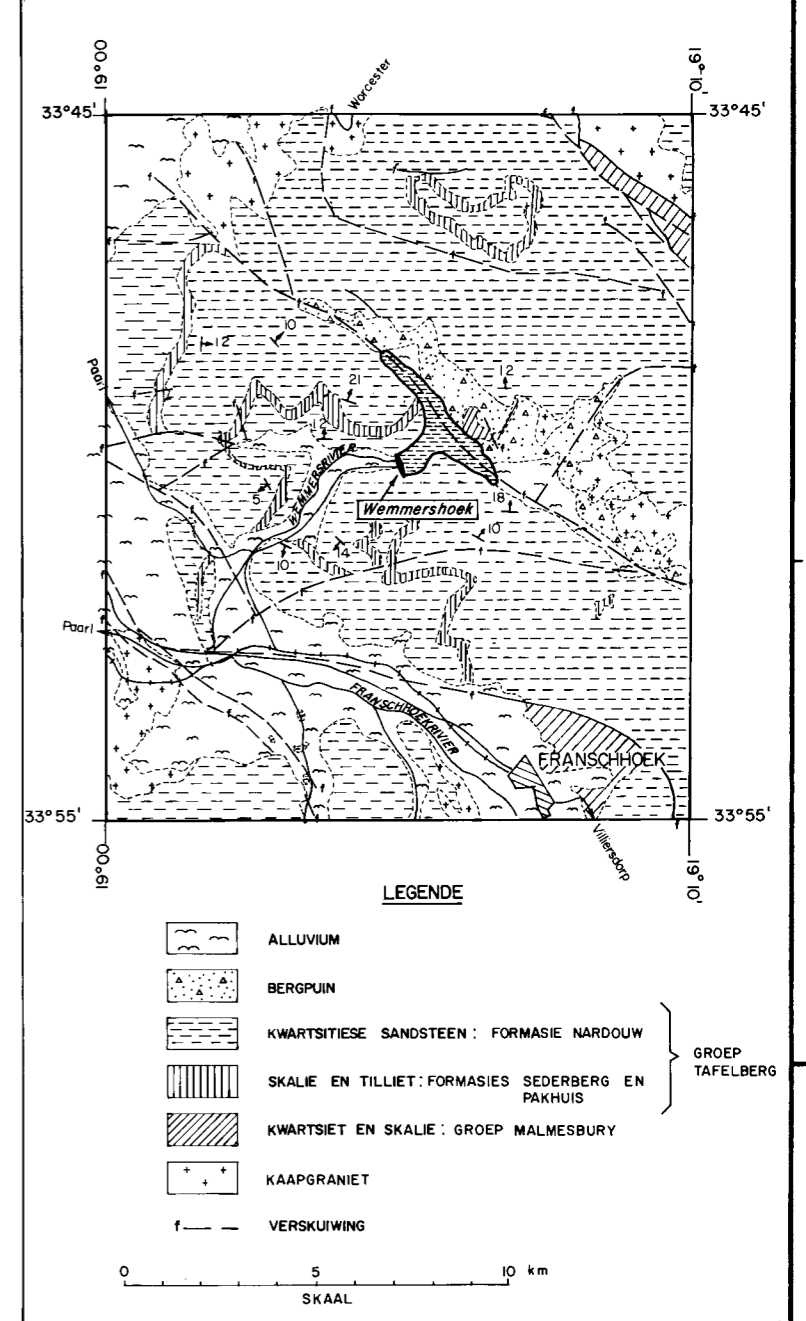 19°00'
19°10'
Worcester
33°45'
33°45'
10
12
21
12
12
Paarl
WEMMERSRIVIER
5
18
Wemmershoek
10
14
10
Paarl
FRANSCHHOEKRIVIER
FRANSCHHOEK
33°55'
33°55'
Villiersdorp
19°00'
19°10'
LEGENDE
ALLUVIUM
BERGPUIN
KWARTSITIESE SANDSTEEN : FORMASIE NARDOUW
SKALIE EN TILLIET : FORMASIES SEDERBERG EN
PAKHUIS
GROEP
TAFELBERG
KWARTSIET EN SKALIE : GROEP MALMESBURY
KAAPGRANIET
f — — VERSKUIWING
0 5 10 km
SKAAL